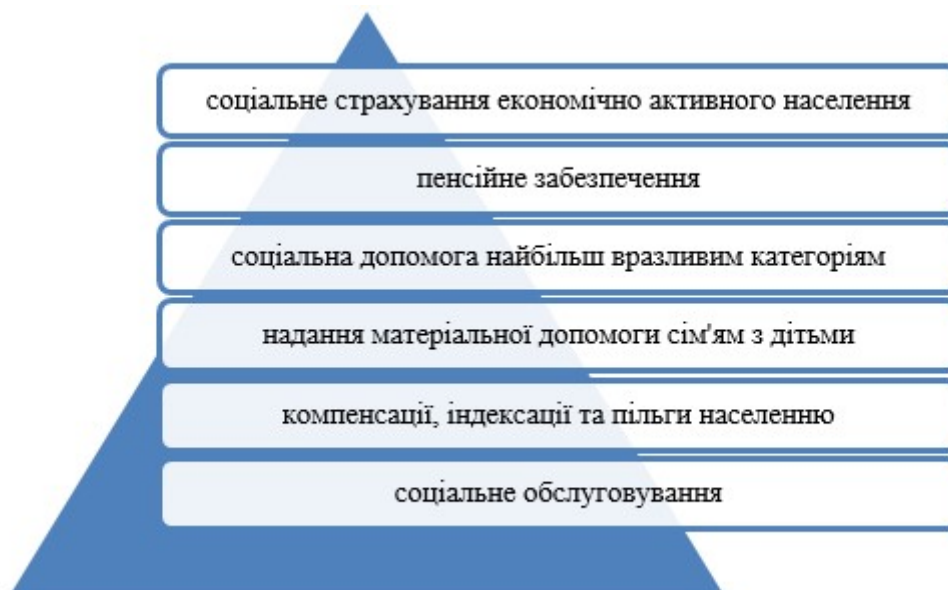 соціальне страхування економічно активного населення
пенсійне забезпечення
соціальна допомога найбільш вразливим категоріям
надання матеріальної допомоги сім'ям з дітьми
компенсації, індексації та пільги населенню
соціальне обслуговування